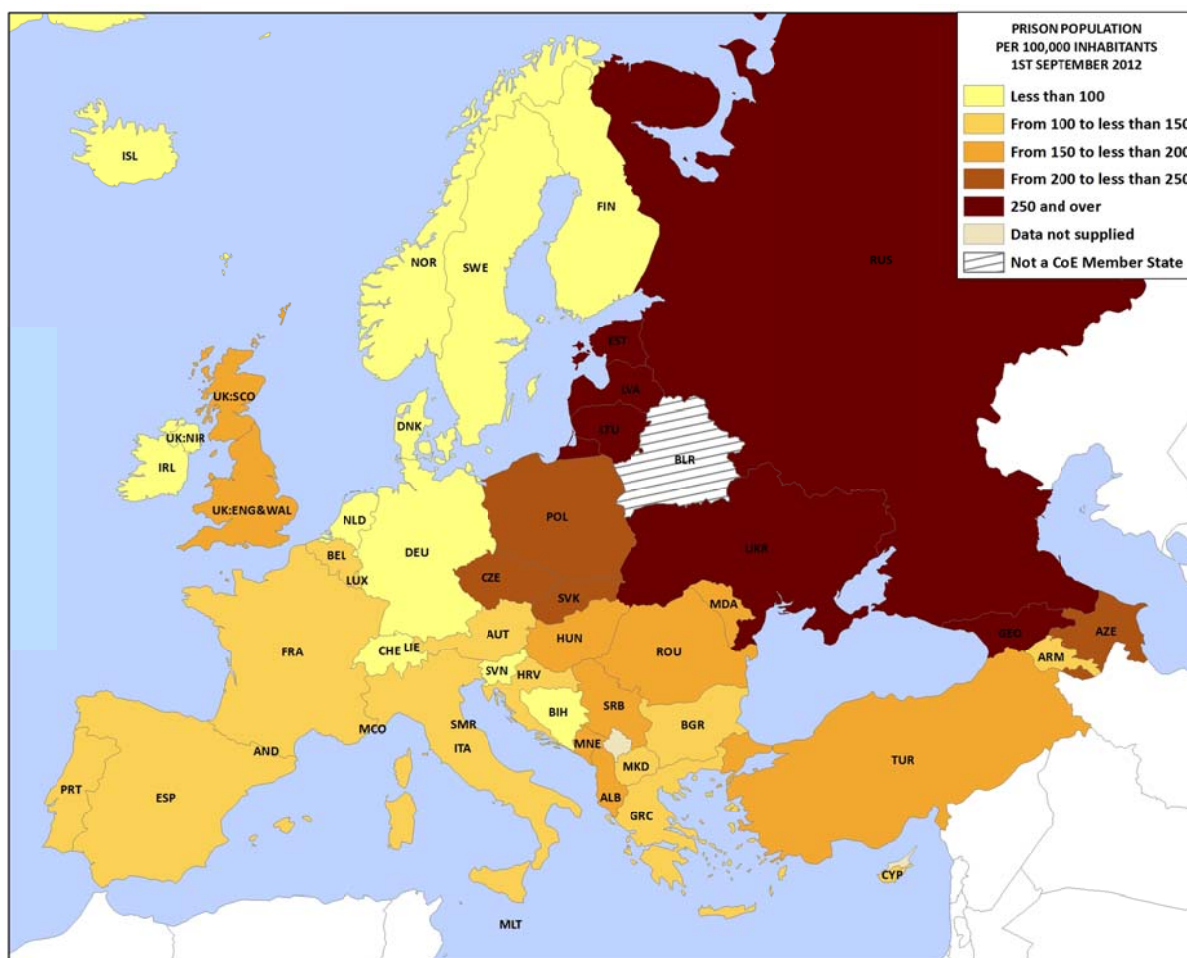 PRISON POPULATION
PER 100,000 INHABITANTS
1ST SEPTEMBER 2012
Less than 100
From 100 to less than 150
From 150 to less than 200
From 200 to less than 250
250 and over
Data not supplied
Not a CoE Member State
ISL
FIN
NOR
SWE
RUS
EST
LVA
LTU
UK:SCO
UK:NIR
IRL
DNK
BLR
UK:ENG&WAL
NLD
POL
DEU
BEL
UKR
LUX
CZE
SVK
MDA
AUT
HUN
FRA
CHE
LIE
ROU
GEO
AZE
ARM
SVN
HRV
BIH
SRB
BGR
MCO
SMR
ITA
MNE
MKD
AND
TUR
PRT
ESP
ALB
GRC
CYP
MLT